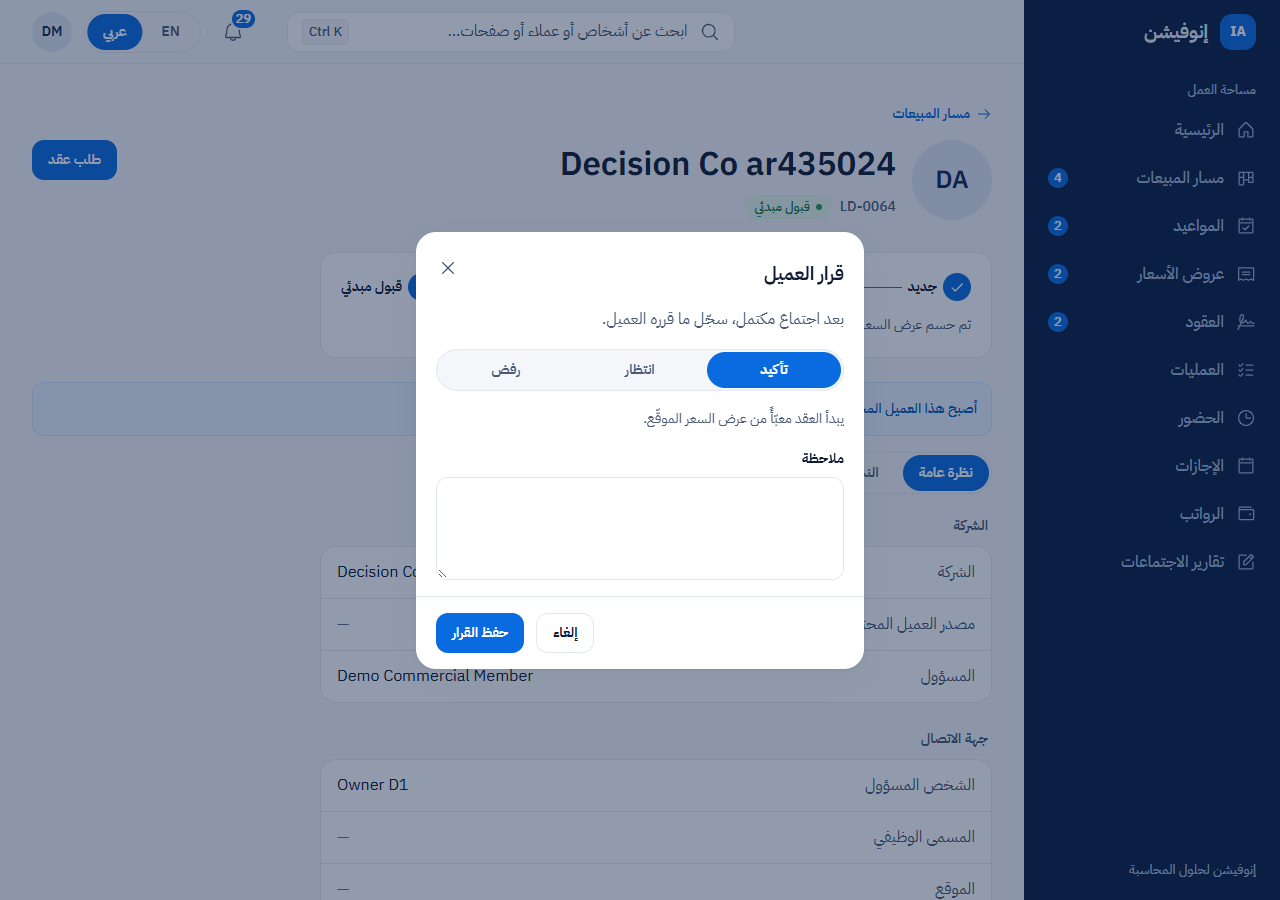 IA
إنوفيشن
مساحة العمل
الرئيسية
مسار المبيعات
4
المواعيد
2
عروض الأسعار
2
العقود
2
العمليات
الحضور
الإجازات
الرواتب
تقارير الاجتماعات
إنوفيشن لحلول المحاسبة
ابحث عن أشخاص أو عملاء أو صفحات...
Ctrl K
29
EN
عربي
DM
مسار المبيعات
DA
Decision Co ar435024
LD-0064
قبول مبدئي
طلب عقد
جديد
قبول مبدئي
تم حسم عرض السع
أصبح هذا العميل المح
نظرة عامة
الشركة
الشركة
Decision Co
مصدر العميل المحت
—
المسؤول
Demo Commercial Member
جهة الاتصال
الشخص المسؤول
Owner D1
المسمى الوظيفي
—
الموقع
—
قرار العميل
بعد اجتماع مكتمل، سجّل ما قرره العميل.
تأكيد
انتظار
رفض
يبدأ العقد معبّأً من عرض السعر الموقّع.
ملاحظة
إلغاء
حفظ القرار